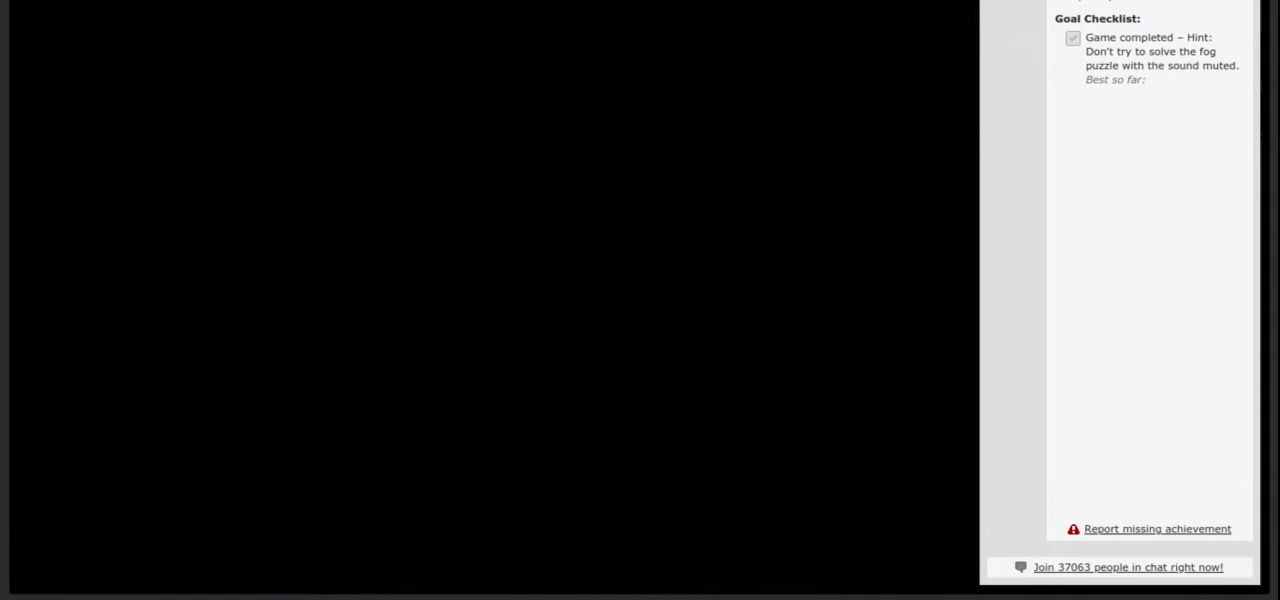 Goal Checklist:
Game completed – Hint:
Don't try to solve the fog
puzzle with the sound muted.
Best so far:
Report missing achievement
Join 37063 people in chat right now!